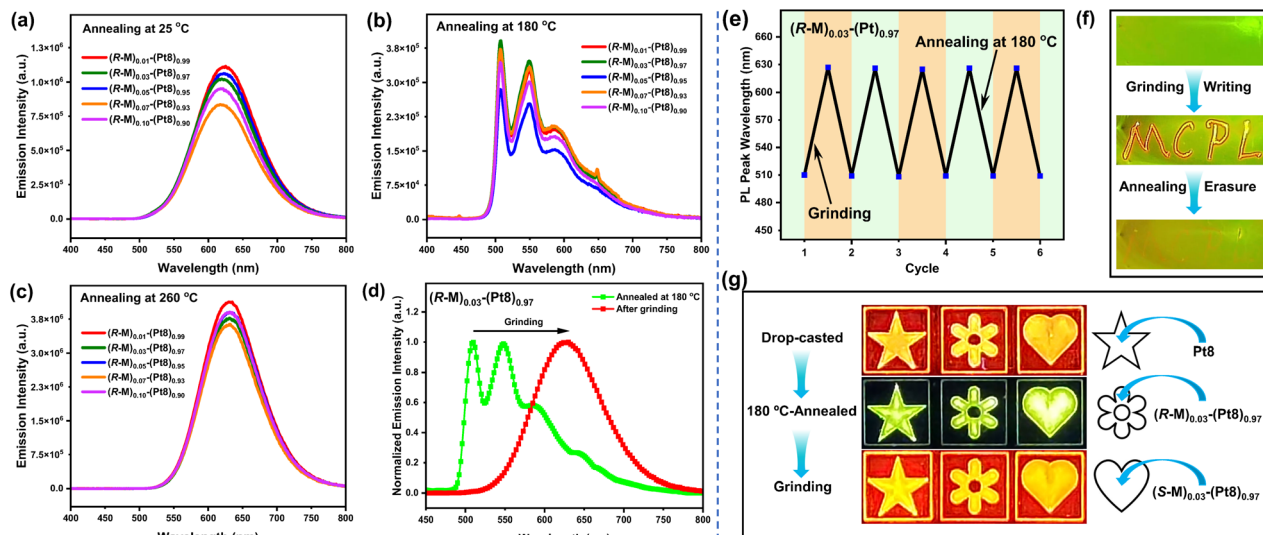 (a)
Annealing at 25 °C
(R-M)0.01-(Pt8)0.99
(R-M)0.03-(Pt8)0.97
(R-M)0.05-(Pt8)0.95
(R-M)0.07-(Pt8)0.93
(R-M)0.10-(Pt8)0.90
Emission Intensity (a.u.)
1.3×10⁶
1.0×10⁶
7.5×10⁵
5.0×10⁵
2.5×10⁵
0.0
400 450 500 550 600 650 700 750 800
Wavelength (nm)
(b)
Annealing at 180 °C
(R-M)0.01-(Pt8)0.99
(R-M)0.03-(Pt8)0.97
(R-M)0.05-(Pt8)0.95
(R-M)0.07-(Pt8)0.93
(R-M)0.10-(Pt8)0.90
Emission Intensity (a.u.)
3.8×10⁵
3.0×10⁵
2.3×10⁵
1.5×10⁵
7.5×10⁴
0.0
400 450 500 550 600 650 700 750 800
Wavelength (nm)
(c)
Annealing at 260 °C
(R-M)0.01-(Pt8)0.99
(R-M)0.03-(Pt8)0.97
(R-M)0.05-(Pt8)0.95
(R-M)0.07-(Pt8)0.93
(R-M)0.10-(Pt8)0.90
Emission Intensity (a.u.)
3.8×10⁶
3.0×10⁶
2.3×10⁶
1.5×10⁶
7.5×10⁵
0.0
400 450 500 550 600 650 700 750 800
(d)
(R-M)0.03-(Pt8)0.97
Annealed at 180 °C
After grinding
Grinding
Normalized Emission Intensity (a.u.)
1.2
1.0
0.8
0.6
0.4
0.2
0.0
450 500 550 600 650 700 750 800
(e)
(R-M)0.03-(Pt)0.97
Annealing at 180 °C
Grinding
PL Peak Wavelength (nm)
660
630
600
570
540
510
480
450
1 2 3 4 5 6
Cycle
(f)
Grinding Writing
MCPL
Annealing Erasure
(g)
Drop-casted
Pt8
180 °C-Annealed
(R-M)0.03-(Pt8)0.97
Grinding
(S-M)0.03-(Pt8)0.97